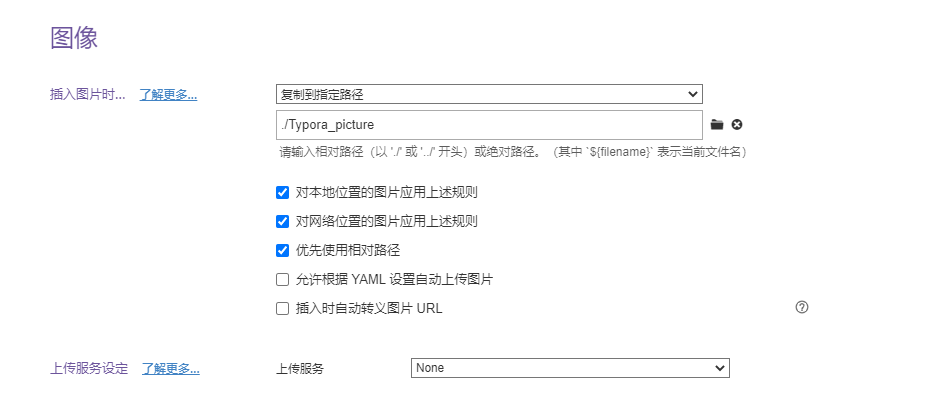 图像
插入图片时... 了解更多... 复制到指定路径
./Typora_picture
请输入相对路径（以 './' 或 '../' 开头）或绝对路径。（其中 `${filename}` 表示当前文件名）
对本地位置的图片应用上述规则
对网络位置的图片应用上述规则
优先使用相对路径
允许根据 YAML 设置自动上传图片
插入时自动转义图片 URL
上传服务设定 了解更多... 上传服务 None